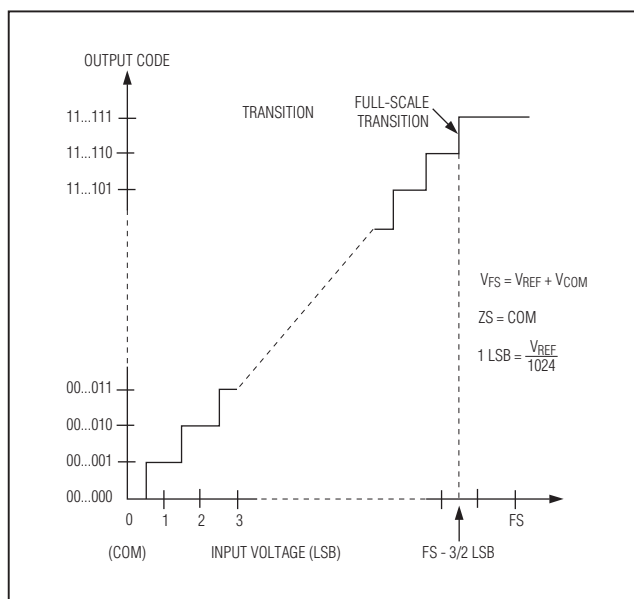 OUTPUT CODE
TRANSITION
FULL-SCALE
TRANSITION
11...111
11...110
11...101
VFS = VREF + VCOM
ZS = COM
1 LSB = VREF
1024
00...011
00...010
00...001
00...000
0
1
2
3
FS
(COM)
INPUT VOLTAGE (LSB)
FS - 3/2 LSB